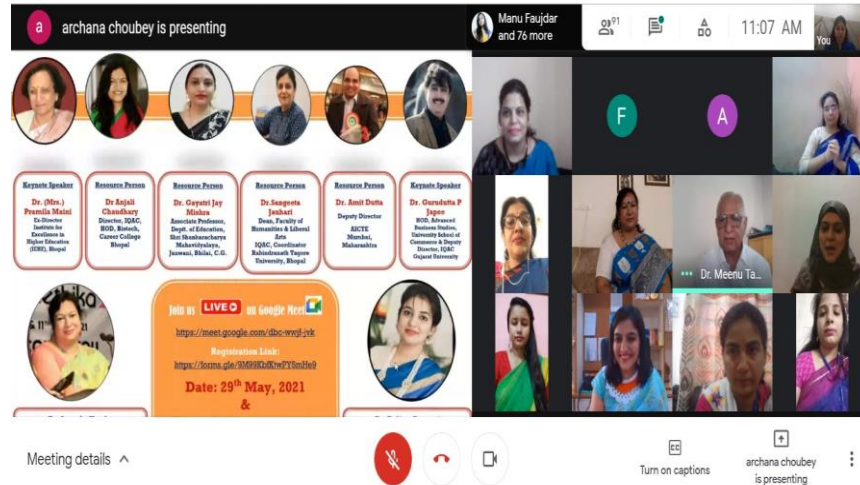 a
archana choubey is presenting
Manu Faujdar
and 76 more
91
11:07 AM
You
Keynote Speaker
Dr. (Mrs.)
Pramila Maini
Ex-Director
Institute for
Excellence in
Higher Education
(IEHE), Bhopal
Resource Person
Dr Anjali
Chaudhary
Director, IQAC,
HOD, Biotech,
Career College
Bhopal
Resource Person
Dr. Gayatri Jay
Mishra
Associate Professor,
Deptt. of Education,
Shri Shankaracharya
Mahavidyalaya,
Junwani, Bhilai, C.G.
Resource Person
Dr.Sangeeta
Jauhari
Dean, Faculty of
Humanities & Liberal
Arts
IQAC, Coordinator
Rabindranath Tagore
University, Bhopal
Resource Person
Dr. Amit Dutta
Deputy Director
AICTE
Mumbai,
Maharashtra
Keynote Speaker
Dr. Gurudutta P
Japee
HOD, Advanced
Business Studies,
University School of
Commerce & Deputy
Director, IQAC
Gujarat University
Join us LIVE on Google Meet
https://meet.google.com/dbc-wwjf-jvk
Registration Link:
Date: 29th May, 2021
&
F
A
Dr. Meenu Ta...
Meeting details
Turn on captions
archana choubey
is presenting